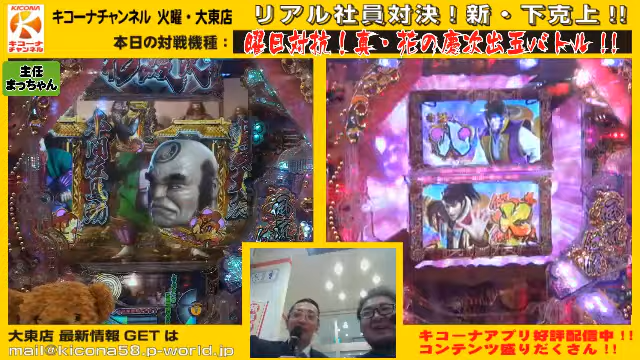 KICONA
キコーナ
チャンネル
キコーナチャンネル 火曜・大東店
リアル社員対決!新・下克上!!
本日の対戦機種:
曜日対抗!真・花の慶次出玉バトル!!
主任
まっちゃん
大東店 最新情報 GET は
mail@kicona58.p-world.jp
キコーナアプリ好評配信中!!
コンテンツ盛りだくさん!!